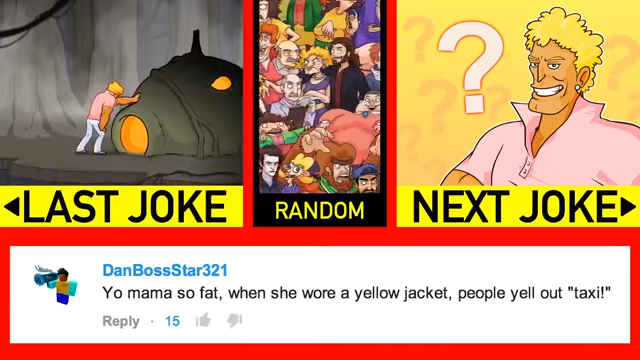 ?
◄LAST JOKE
RANDOM
NEXT JOKE►
DanBossStar321
Yo mama so fat, when she wore a yellow jacket, people yell out "taxi!"
Reply · 15